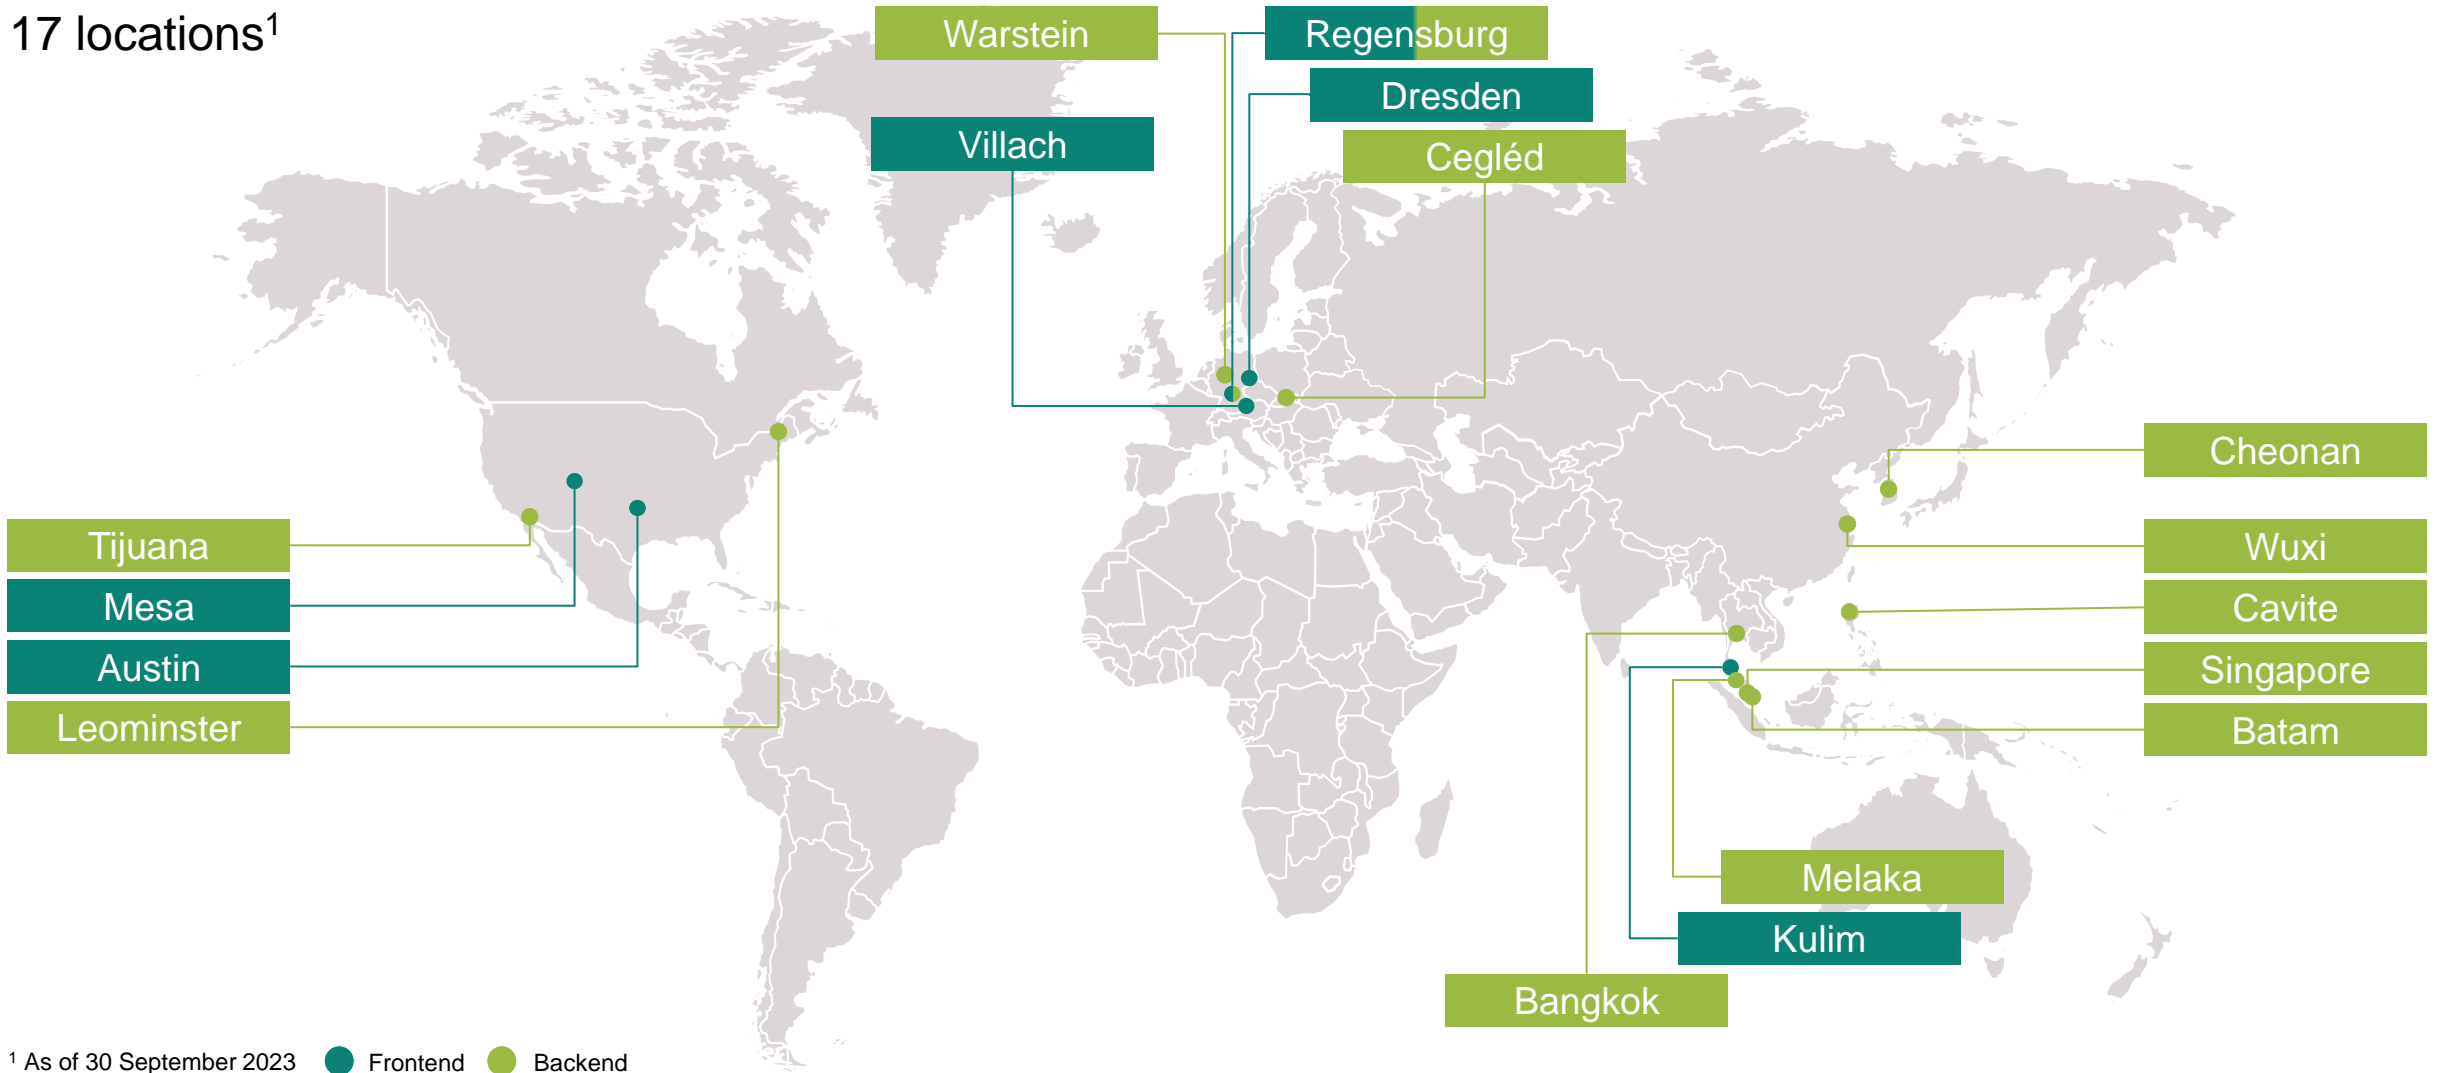 17 locations¹
Warstein
Regensburg
Dresden
Villach
Cegléd
Cheonan
Tijuana
Wuxi
Mesa
Cavite
Austin
Singapore
Leominster
Batam
Melaka
Kulim
Bangkok
¹ As of 30 September 2023 Frontend Backend